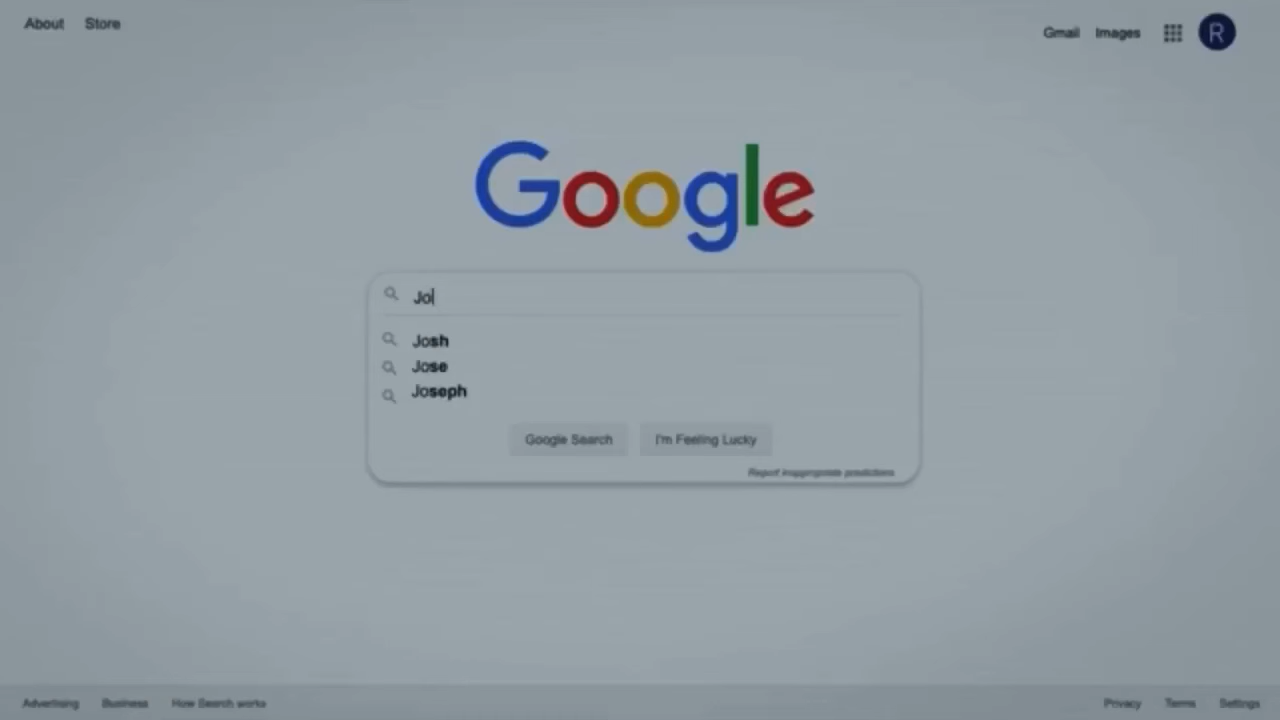 About Store
Gmail Images R
Google
Jo
Josh
Jose
Joseph
Google Search I'm Feeling Lucky
Report inappropriate predictions
Advertising Business How Search works
Privacy Terms Settings